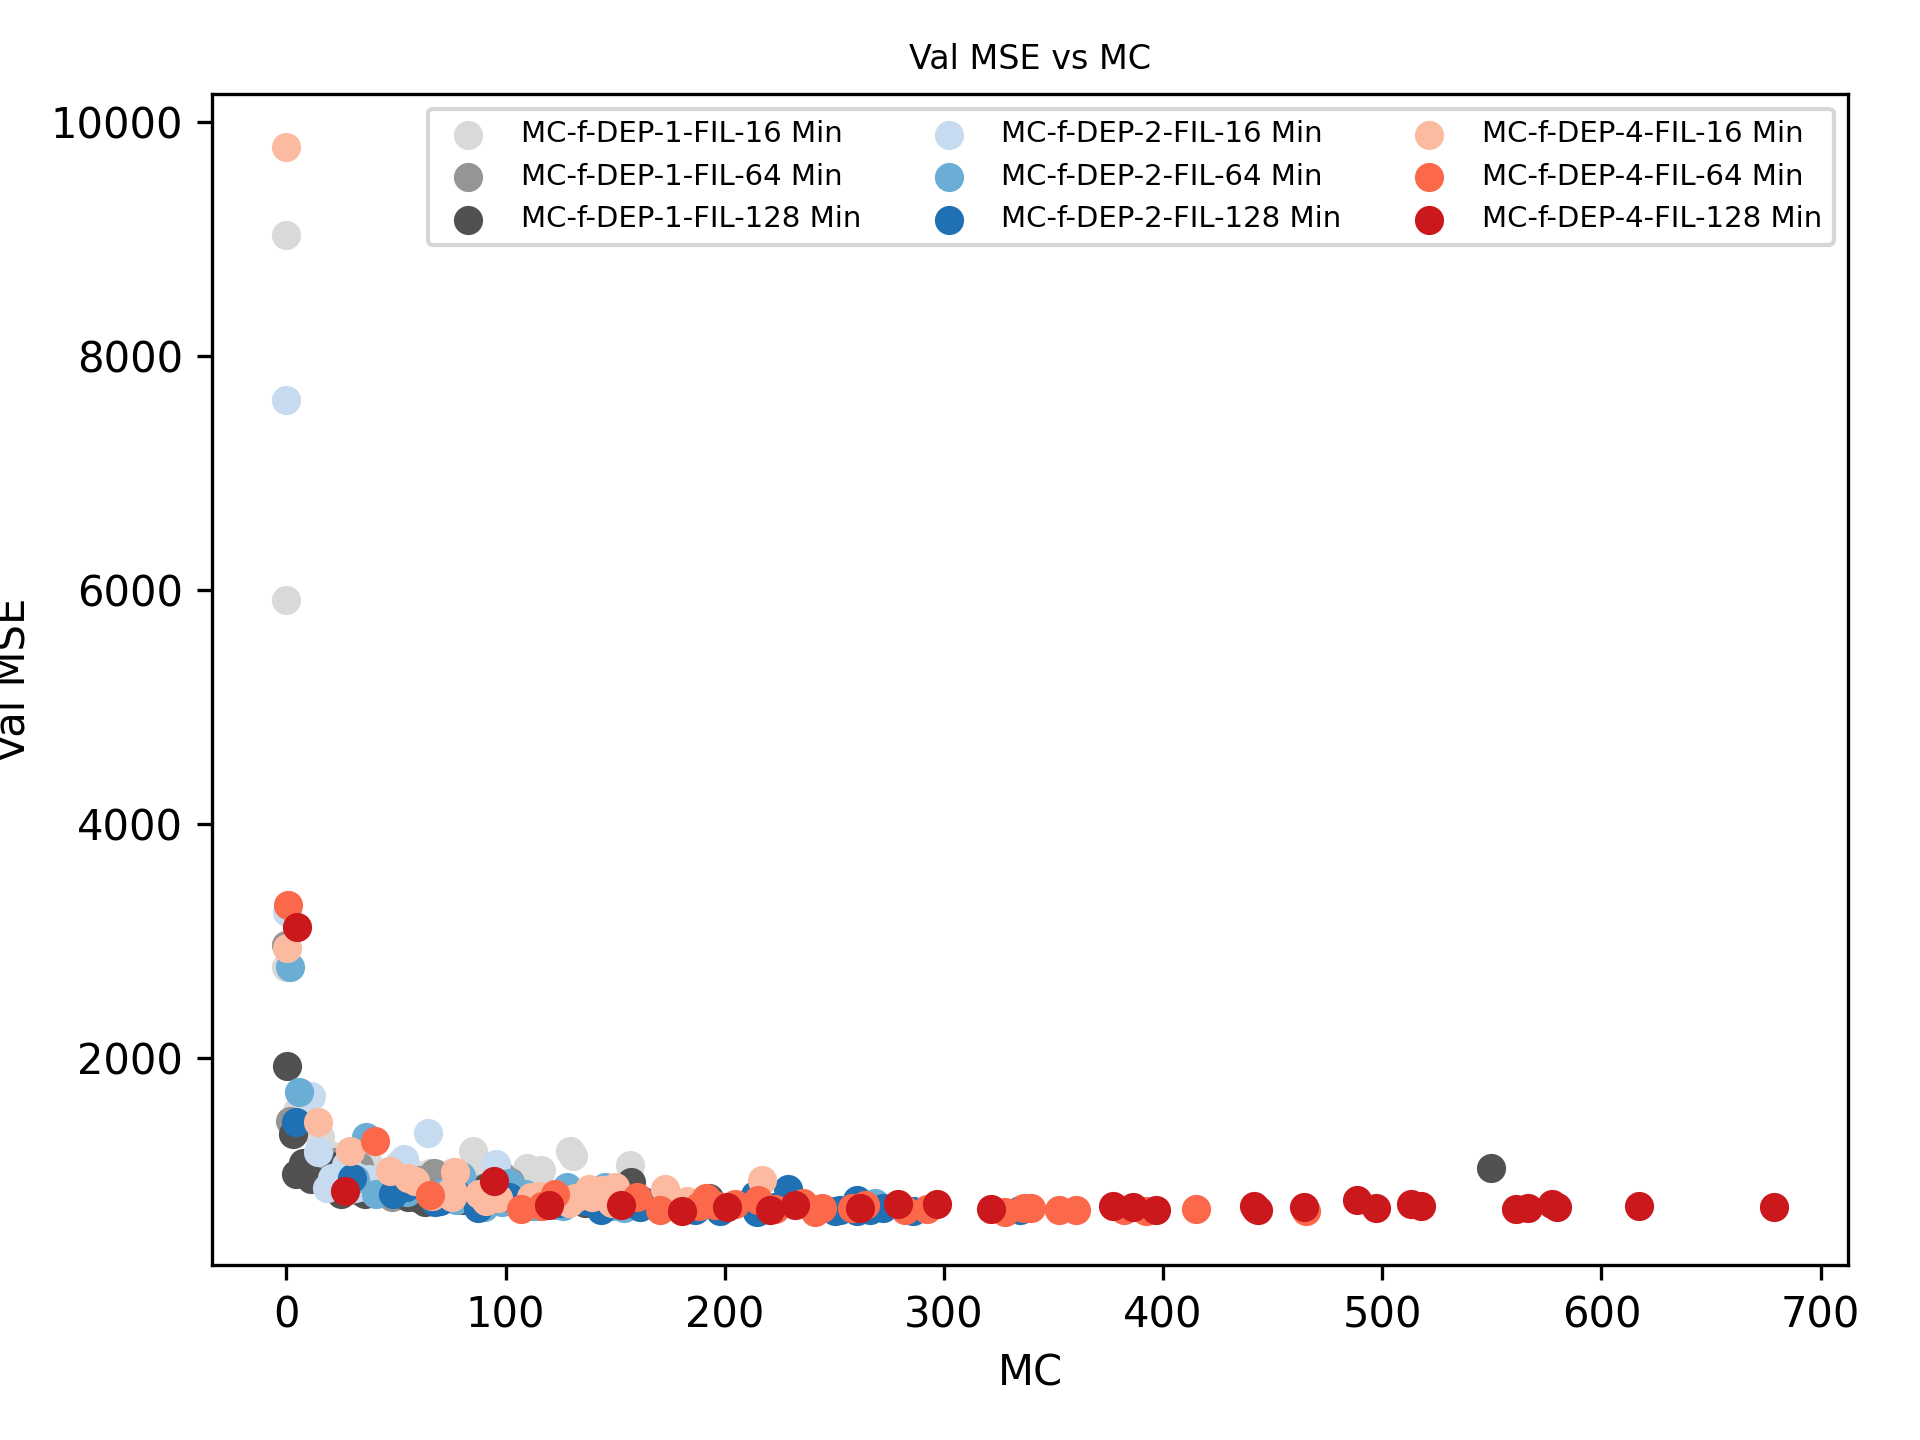 Val MSE vs MC
10000
8000
6000
4000
2000
Val MSE
MC-f-DEP-1-FIL-16 Min
MC-f-DEP-1-FIL-64 Min
MC-f-DEP-1-FIL-128 Min
MC-f-DEP-2-FIL-16 Min
MC-f-DEP-2-FIL-64 Min
MC-f-DEP-2-FIL-128 Min
MC-f-DEP-4-FIL-16 Min
MC-f-DEP-4-FIL-64 Min
MC-f-DEP-4-FIL-128 Min
0 100 200 300 400 500 600 700
MC